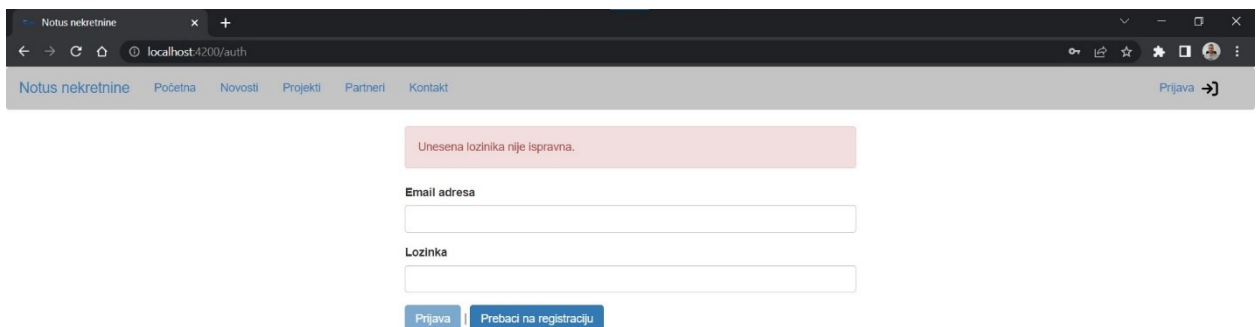 Notus nekretnine
localhost:4200/auth
Notus nekretnine Početna Novosti Projekti Partneri Kontakt Prijava
Unesena lozinika nije ispravna.
Email adresa
Lozinka
Prijava | Prebaci na registraciju